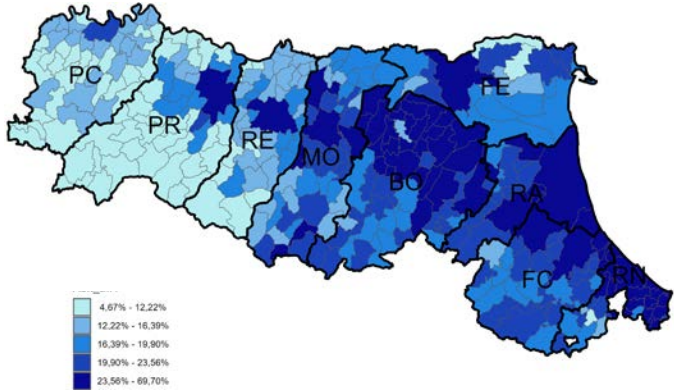 PC
PR
RE
MO
BO
FE
RA
FC
RN
4,67% - 12,22%
12,22% - 16,39%
16,39% - 19,90%
19,90% - 23,56%
23,56% - 69,70%